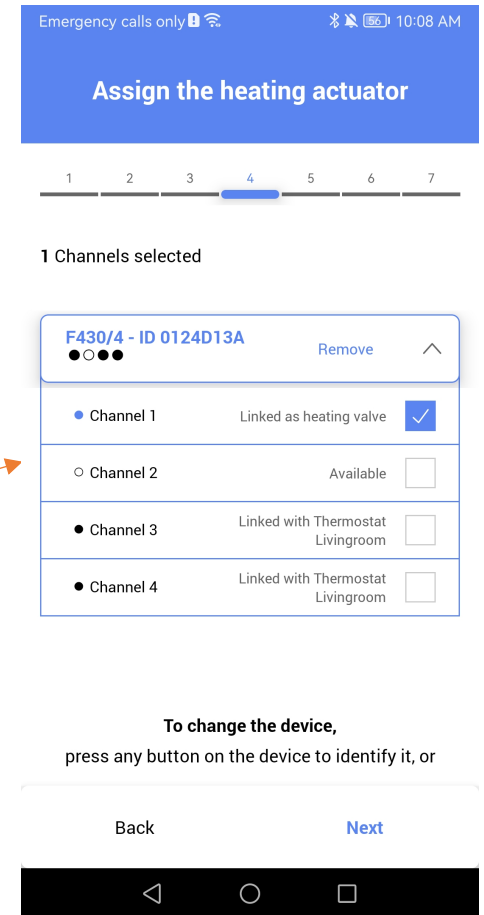 Emergency calls only 56 10:08 AM
Assign the heating actuator
1 2 3 4 5 6 7
1 Channels selected
F430/4 - ID 0124D13A
Remove
Channel 1 Linked as heating valve
Channel 2 Available
Channel 3 Linked with Thermostat
Livingroom
Channel 4 Linked with Thermostat
Livingroom
To change the device,
press any button on the device to identify it, or
Back Next